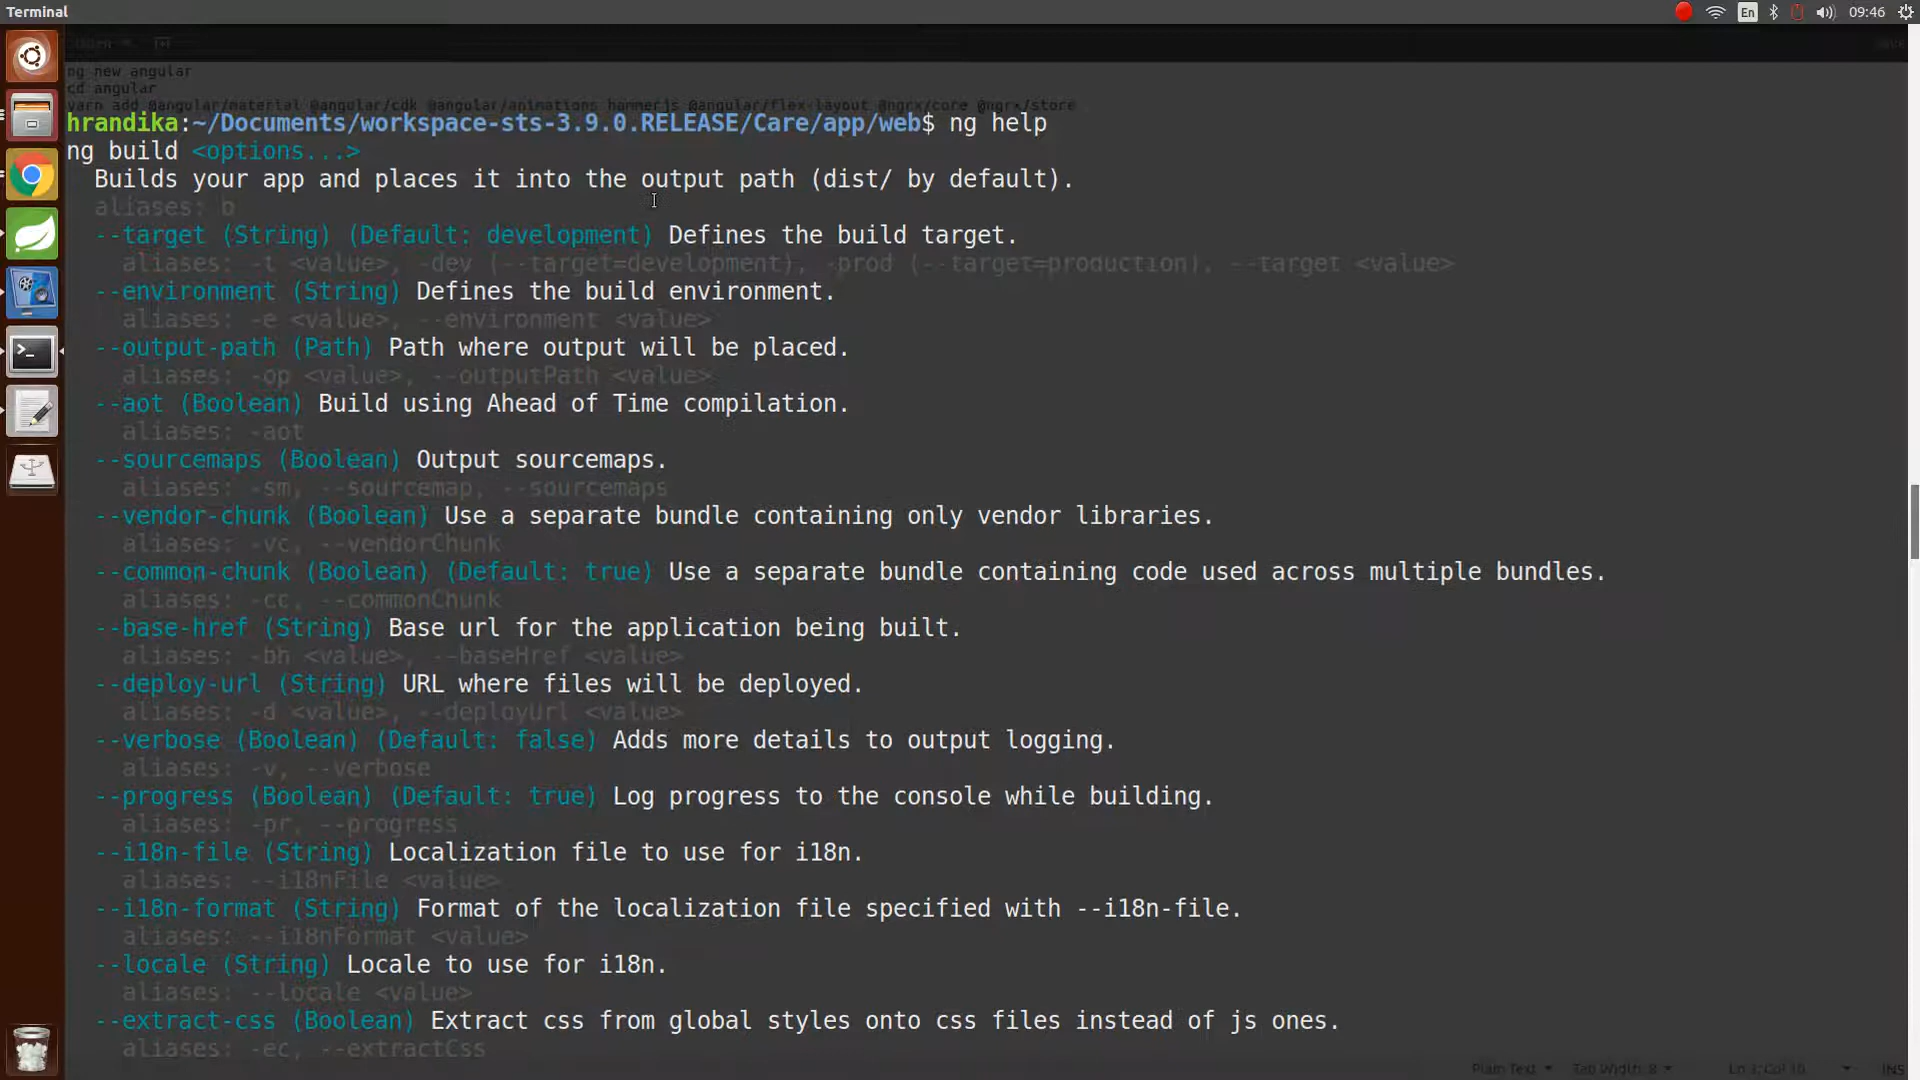 Terminal
En
09:46
ng new angular
cd angular
yarn add @angular/material @angular/cdk @angular/animations hammerjs @angular/flex-layout @ngrx/core @ngrx/store
hrandika:~/Documents/workspace-sts-3.9.0.RELEASE/Care/app/web$ ng help
ng build <options...>
Builds your app and places it into the output path (dist/ by default).
aliases: b
--target (String) (Default: development) Defines the build target.
aliases: -t <value>, -dev (--target=development), -prod (--target=production), --target <value>
--environment (String) Defines the build environment.
aliases: -e <value>, --environment <value>
--output-path (Path) Path where output will be placed.
aliases: -op <value>, --outputPath <value>
--aot (Boolean) Build using Ahead of Time compilation.
aliases: -aot
--sourcemaps (Boolean) Output sourcemaps.
aliases: -sm, --sourcemap, --sourcemaps
--vendor-chunk (Boolean) Use a separate bundle containing only vendor libraries.
aliases: -vc, --vendorChunk
--common-chunk (Boolean) (Default: true) Use a separate bundle containing code used across multiple bundles.
aliases: -cc, --commonChunk
--base-href (String) Base url for the application being built.
aliases: -bh <value>, --baseHref <value>
--deploy-url (String) URL where files will be deployed.
aliases: -d <value>, --deployUrl <value>
--verbose (Boolean) (Default: false) Adds more details to output logging.
aliases: -v, --verbose
--progress (Boolean) (Default: true) Log progress to the console while building.
aliases: -pr, --progress
--i18n-file (String) Localization file to use for i18n.
aliases: --i18nFile <value>
--i18n-format (String) Format of the localization file specified with --i18n-file.
aliases: --i18nFormat <value>
--locale (String) Locale to use for i18n.
aliases: --locale <value>
--extract-css (Boolean) Extract css from global styles onto css files instead of js ones.
aliases: -ec, --extractCss
Plain Text Tab Width: 8 INS